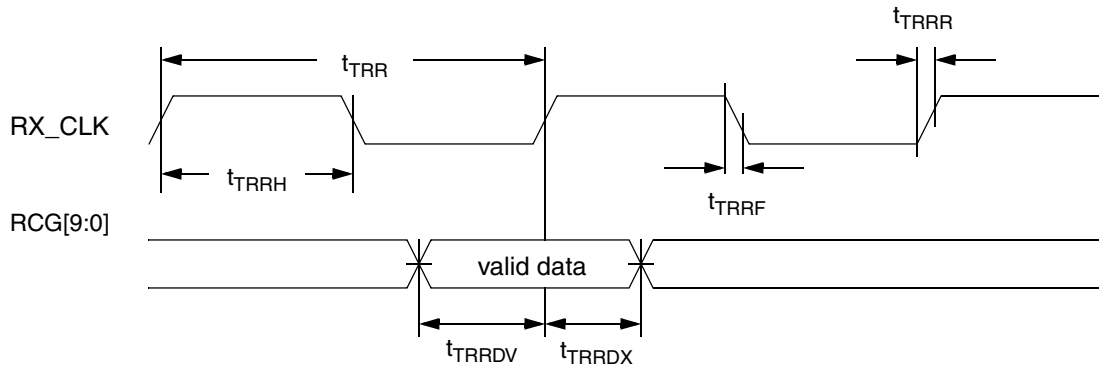 tTRRR
tTRR
RX_CLK
tTRRH
tTRRF
RCG[9:0]
valid data
tTRRDV
tTRRDX